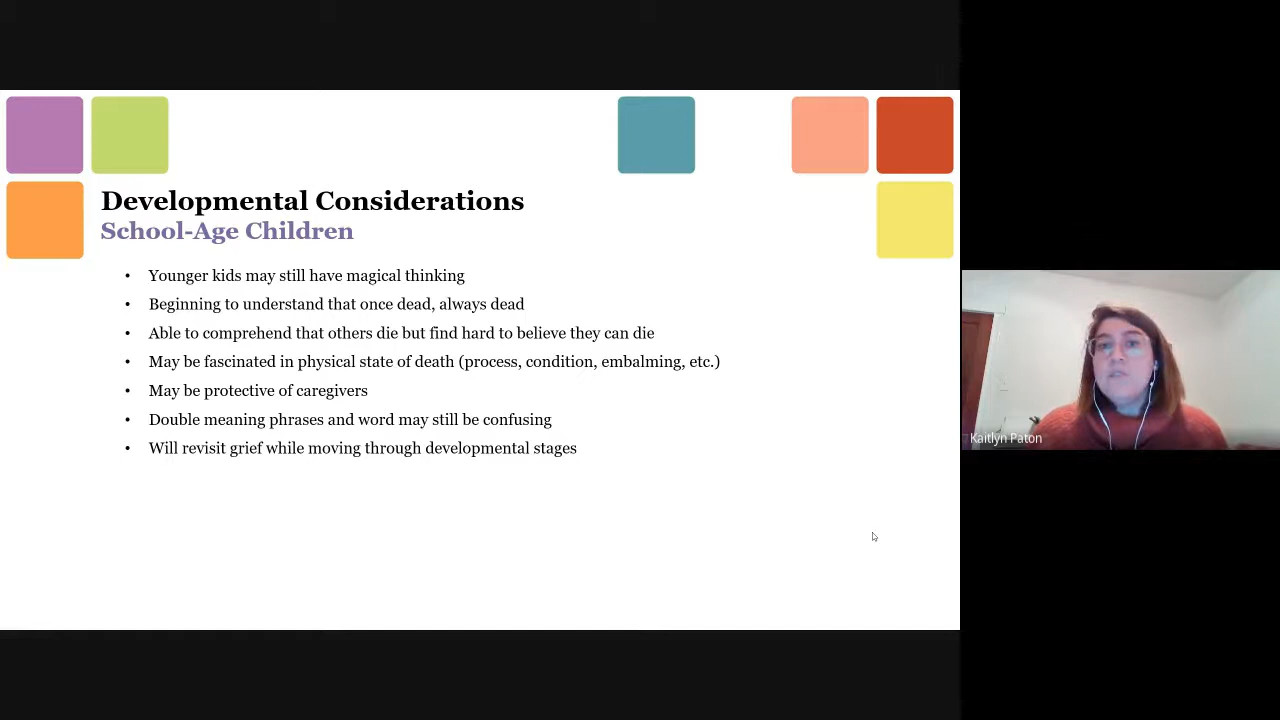 Developmental Considerations
School-Age Children
• Younger kids may still have magical thinking
• Beginning to understand that once dead, always dead
• Able to comprehend that others die but find hard to believe they can die
• May be fascinated in physical state of death (process, condition, embalming, etc.)
• May be protective of caregivers
• Double meaning phrases and word may still be confusing
• Will revisit grief while moving through developmental stages
Kaitlyn Paton